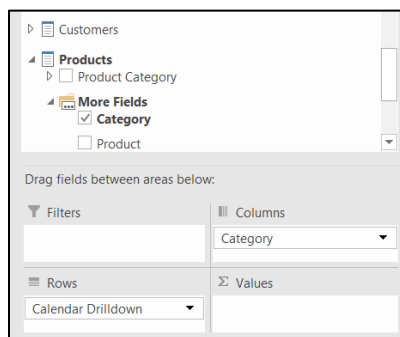 Customers
Products
Product Category
More Fields
Category
Product
Drag fields between areas below:
Filters
Columns
Category
Rows
Σ Values
Calendar Drilldown